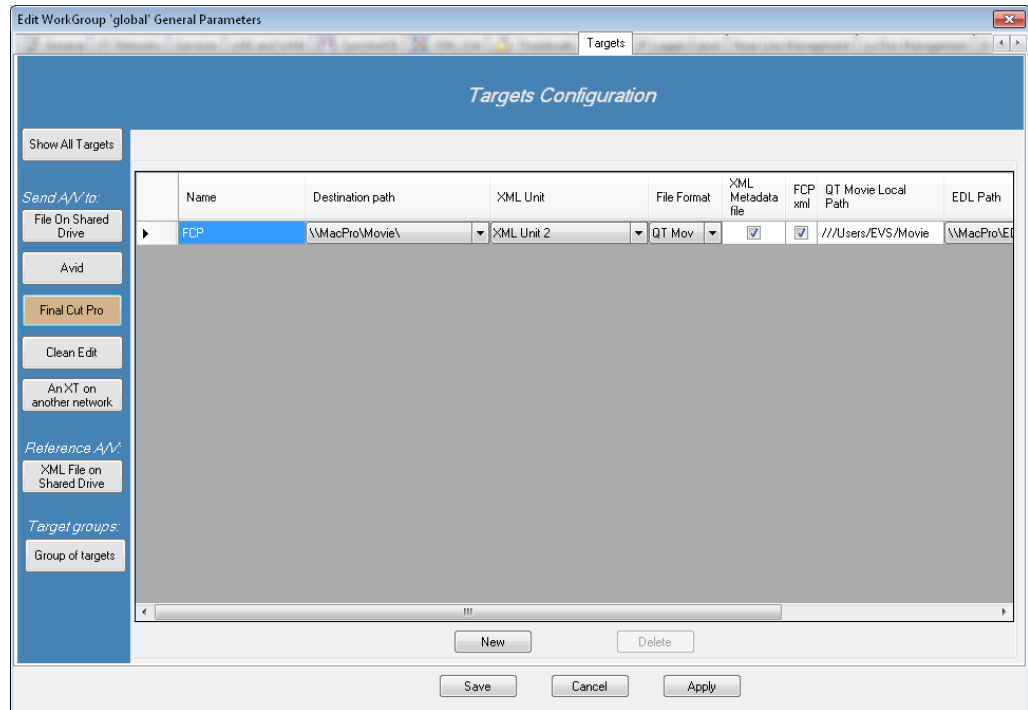 Edit WorkGroup 'global' General Parameters
Targets
Targets Configuration
Show All Targets
Send A/V to:
File On Shared
Drive
Avid
Final Cut Pro
Clean Edit
An XT on
another network
Reference A/V:
XML File on
Shared Drive
Target groups:
Group of targets
Name
Destination path
XML Unit
File Format
XML
Metadata
file
FCP
xml
QT Movie Local
Path
EDL Path
FCP
\\MacPro\Movie\
XML Unit 2
QT Mov
///Users/EVS/Movie
\\MacPro\ED
New
Delete
Save
Cancel
Apply